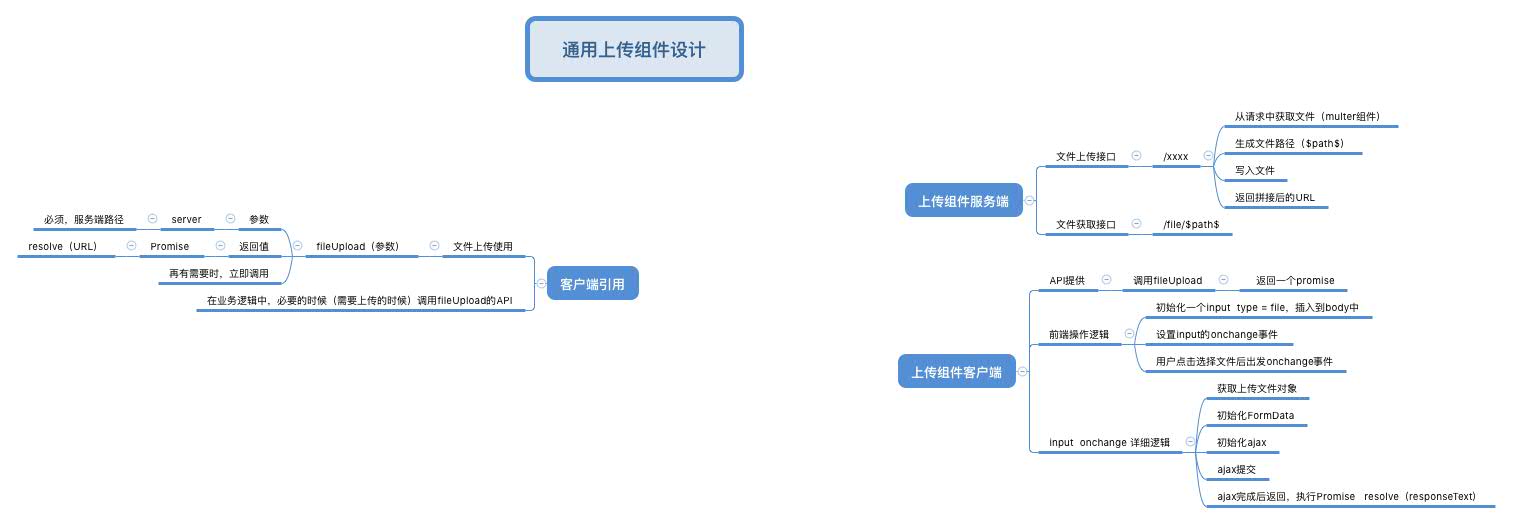 通用上传组件设计
上传组件服务端
文件上传接口
/xxxx
从请求中获取文件（multer组件）
生成文件路径（$path$）
写入文件
返回拼接后的URL
文件获取接口
/file/$path$
上传组件客户端
API提供
调用fileUpload
返回一个promise
前端操作逻辑
初始化一个input type = file，插入到body中
设置input的onchange事件
用户点击选择文件后出发onchange事件
input onchange 详细逻辑
获取上传文件对象
初始化FormData
初始化ajax
ajax提交
ajax完成后返回，执行Promise resolve（responseText）
客户端引用
文件上传使用
fileUpload（参数）
参数
server
必须，服务端路径
返回值
Promise
resolve（URL）
再有需要时，立即调用
在业务逻辑中，必要的时候（需要上传的时候）调用fileUpload的API